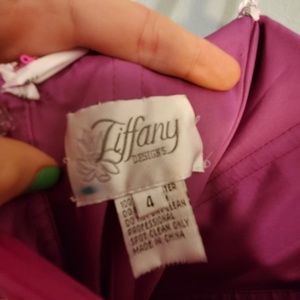 Tiffany
DESIGNS
4
PROFESSIONAL
SPOT CLEAN ONLY
MADE IN CHINA